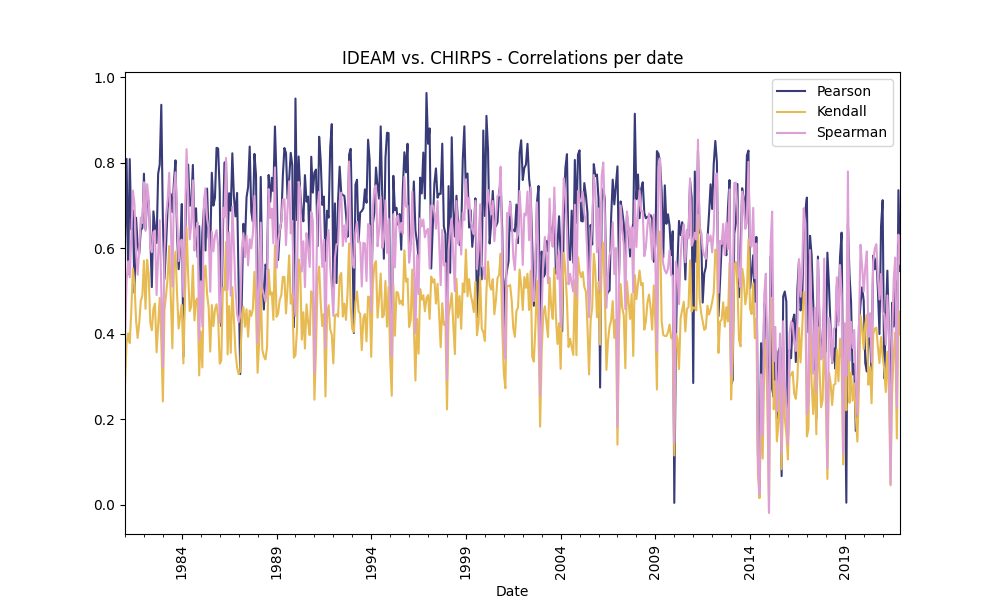 IDEAM vs. CHIRPS - Correlations per date
1.0
0.8
0.6
0.4
0.2
0.0
Pearson
Kendall
Spearman
1984
1989
1994
1999
2004
2009
2014
2019
Date